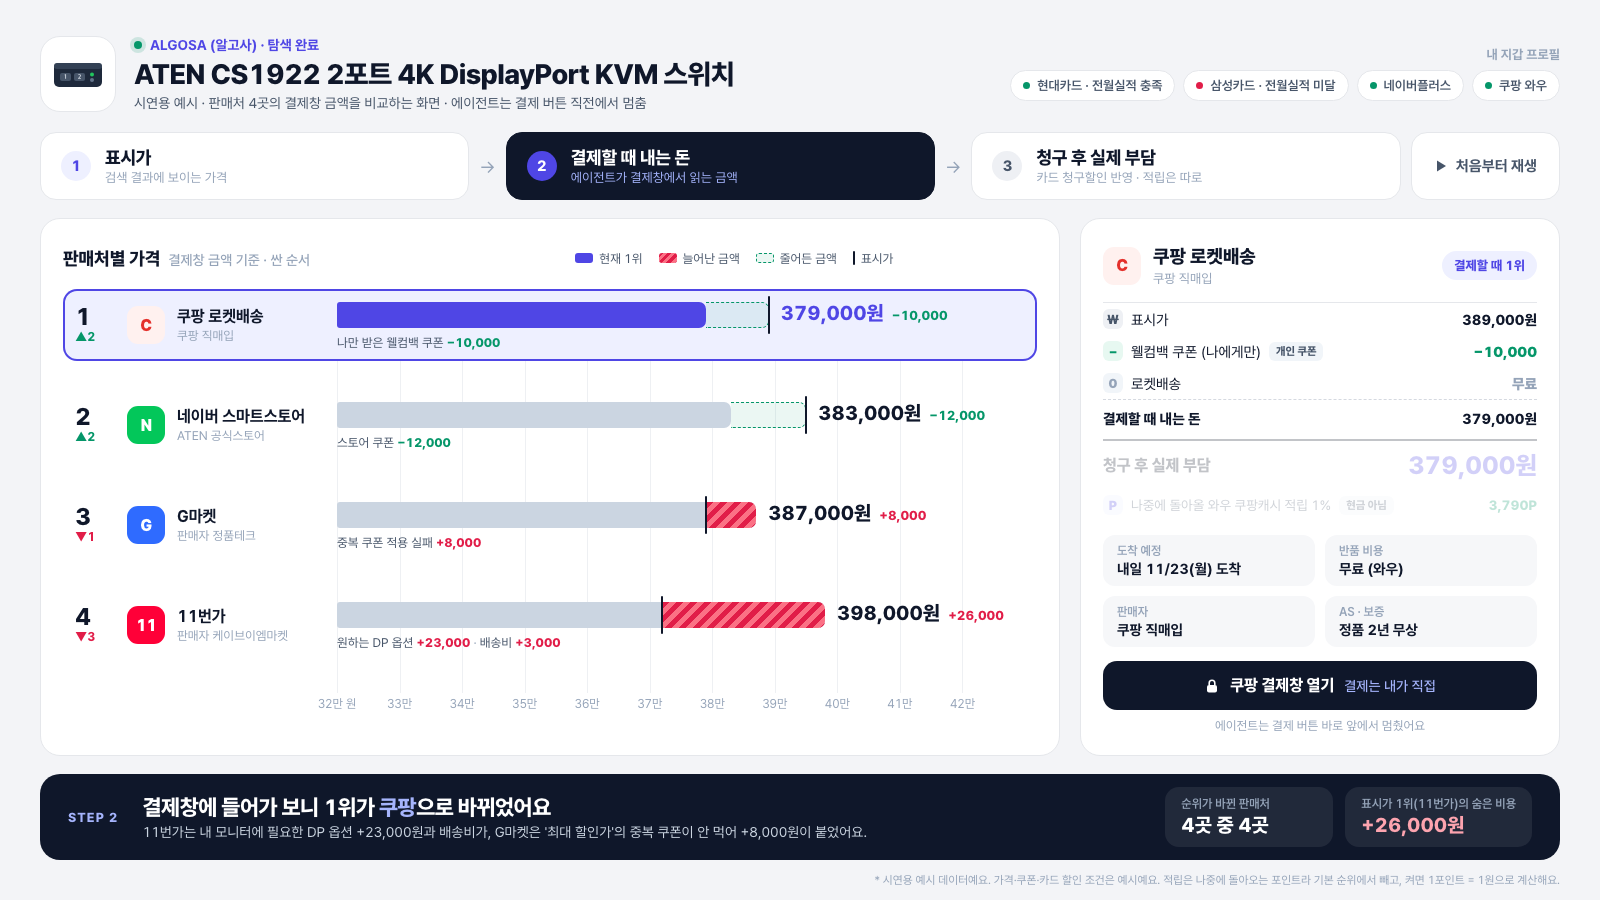 ALGOSA (알고사) · 탐색 완료
ATEN CS1922 2포트 4K DisplayPort KVM 스위치
시연용 예시 · 판매처 4곳의 결제창 금액을 비교하는 화면 · 에이전트는 결제 버튼 직전에서 멈춤
내 지갑 프로필
현대카드 · 전월실적 충족
삼성카드 · 전월실적 미달
네이버플러스
쿠팡 와우
1 표시가
검색 결과에 보이는 가격
→
2 결제할 때 내는 돈
에이전트가 결제창에서 읽는 금액
→
3 청구 후 실제 부담
카드 청구할인 반영 · 적립은 따로
▶ 처음부터 재생
판매처별 가격 결제창 금액 기준 · 싼 순서
현재 1위 늘어난 금액 줄어든 금액 표시가
1 ▲2 C 쿠팡 로켓배송
쿠팡 직매입
379,000원 −10,000
나만 받은 웰컴백 쿠폰 −10,000
2 ▲2 N 네이버 스마트스토어
ATEN 공식스토어
383,000원 −12,000
스토어 쿠폰 −12,000
3 ▼1 G G마켓
판매자 정품테크
387,000원 +8,000
중복 쿠폰 적용 실패 +8,000
4 ▼3 11 11번가
판매자 케이브이엠마켓
398,000원 +26,000
원하는 DP 옵션 +23,000 · 배송비 +3,000
32만 원 33만 34만 35만 36만 37만 38만 39만 40만 41만 42만
C 쿠팡 로켓배송
쿠팡 직매입
결제할 때 1위
₩ 표시가 389,000원
− 웰컴백 쿠폰 (나에게만) 개인 쿠폰 −10,000
0 로켓배송 무료
결제할 때 내는 돈 379,000원
청구 후 실제 부담 379,000원
P 나중에 돌아올 와우 쿠팡캐시 적립 1% 현금 아님 3,790P
도착 예정
내일 11/23(월) 도착
반품 비용
무료 (와우)
판매자
쿠팡 직매입
AS · 보증
정품 2년 무상
쿠팡 결제창 열기 결제는 내가 직접
에이전트는 결제 버튼 바로 앞에서 멈췄어요
STEP 2
결제창에 들어가 보니 1위가 쿠팡으로 바뀌었어요
11번가는 내 모니터에 필요한 DP 옵션 +23,000원과 배송비가, G마켓은 '최대 할인가'의 중복 쿠폰이 안 먹어 +8,000원이 붙었어요.
순위가 바뀐 판매처
4곳 중 4곳
표시가 1위(11번가)의 숨은 비용
+26,000원
* 시연용 예시 데이터예요. 가격·쿠폰·카드 할인 조건은 예시예요. 적립은 나중에 돌아오는 포인트라 기본 순위에서 빼고, 켜면 1포인트 = 1원으로 계산해요.